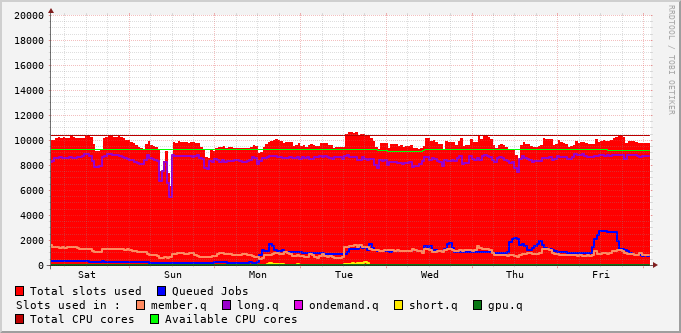 20000
18000
16000
14000
12000
10000
8000
6000
4000
2000
0
Sat Sun Mon Tue Wed Thu Fri
RRDTOOL / TOBI OETIKER
Total slots used Queued Jobs
Slots used in : member.q long.q ondemand.q short.q gpu.q
Total CPU cores Available CPU cores